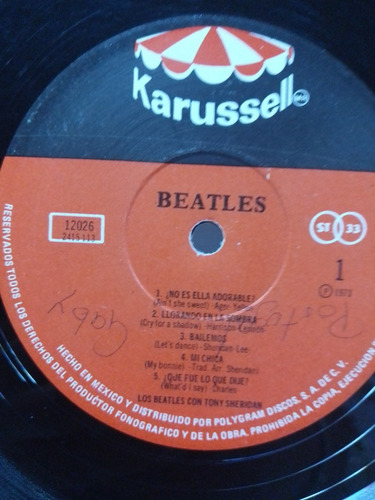 Karussell
MR
BEATLES
12026
2415 113
ST 33
1
Ⓟ 1973
1. ¿NO ES ELLA ADORABLE?
(Ain't she sweet) - Ager-Yellen
2. LLORANDO EN LA SOMBRA
(Cry for a shadow) - Harrison-Lennon
3. BAILEMOS
(Let's dance) - Sheridan-Lee
4. MI CHICA
(My bonnie) - Trad. Arr. Sheridan)
5. ¿QUE FUE LO QUE DIJE?
(What'd I say) Charles
LOS BEATLES CON TONY SHERIDAN
Gaby
HECHO EN MEXICO Y DISTRIBUIDO POR POLYGRAM DISCOS, S. A. DE C. V.
RESERVADOS TODOS LOS DERECHOS DEL PRODUCTOR FONOGRAFICO Y DE LA OBRA. PROHIBIDA LA COPIA, EJECUCION